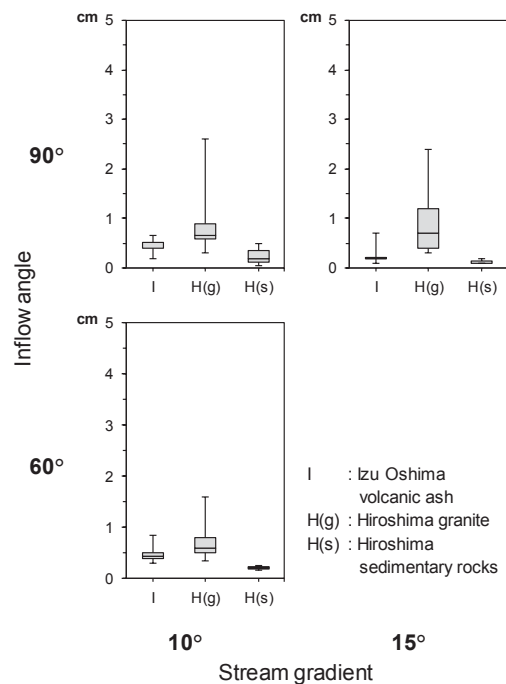 cm
5
4
3
2
1
0
I H(g) H(s)
cm
5
4
3
2
1
0
I H(g) H(s)
90°
Inflow angle
60°
cm
5
4
3
2
1
0
I H(g) H(s)
I : Izu Oshima
volcanic ash
H(g) : Hiroshima granite
H(s) : Hiroshima
sedimentary rocks
10° 15°
Stream gradient